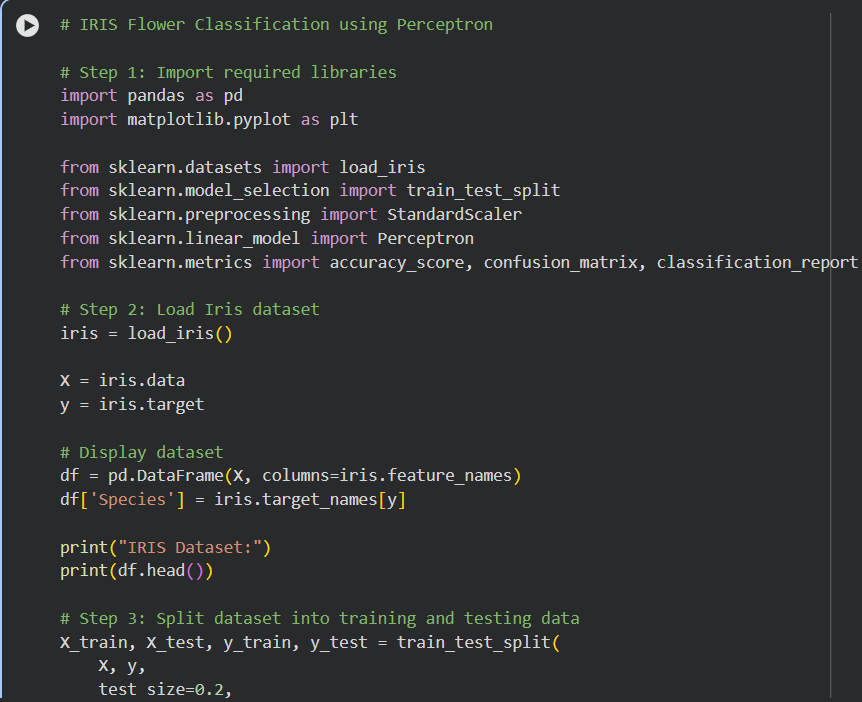 # IRIS Flower Classification using Perceptron
# Step 1: Import required libraries
import pandas as pd
import matplotlib.pyplot as plt
from sklearn.datasets import load_iris
from sklearn.model_selection import train_test_split
from sklearn.preprocessing import StandardScaler
from sklearn.linear_model import Perceptron
from sklearn.metrics import accuracy_score, confusion_matrix, classification_report
# Step 2: Load Iris dataset
iris = load_iris()
X = iris.data
y = iris.target
# Display dataset
df = pd.DataFrame(X, columns=iris.feature_names)
df['Species'] = iris.target_names[y]
print("IRIS Dataset:")
print(df.head())
# Step 3: Split dataset into training and testing data
X_train, X_test, y_train, y_test = train_test_split(
    X, y,
    test_size=0.2,